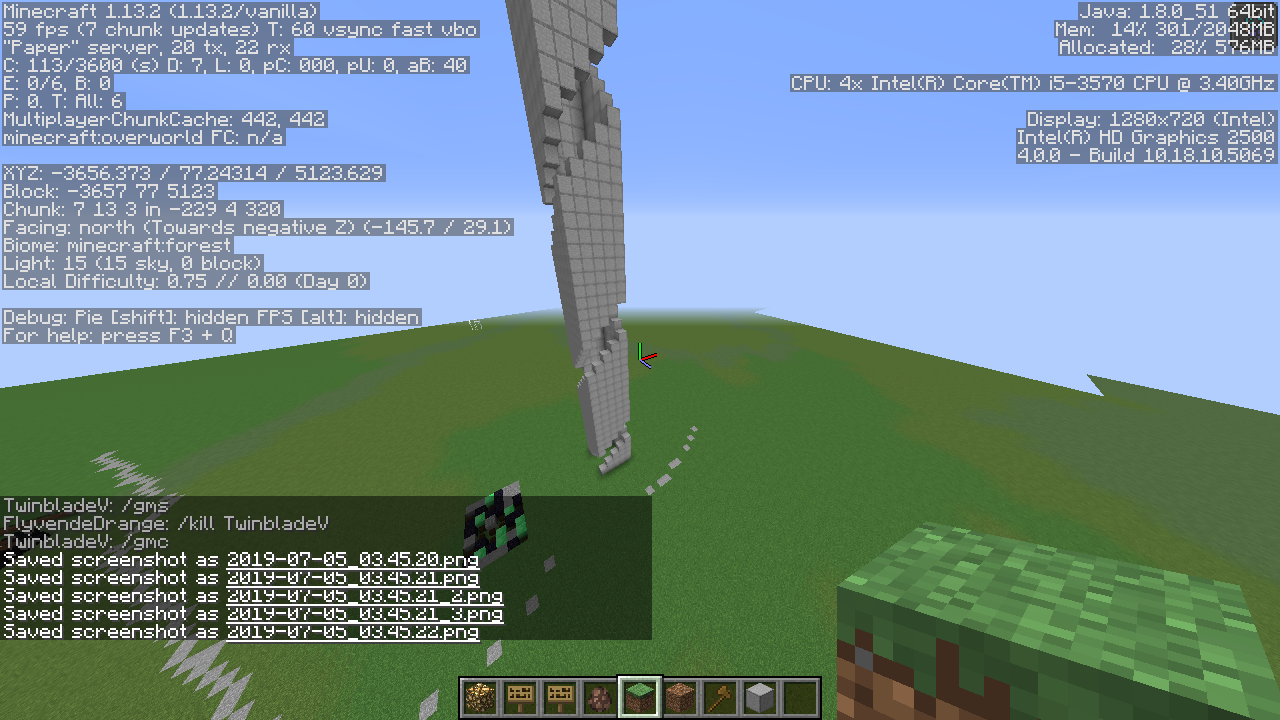 Minecraft 1.13.2 (1.13.2/vanilla)
59 fps (7 chunk updates) T: 60 vsync fast vbo
"Paper" server, 20 tx, 22 rx
C: 113/3600 (s) D: 7, L: 0, pC: 000, pU: 0, aB: 40
E: 0/6, B: 0
P: 0. T: All: 6
MultiplayerChunkCache: 442, 442
minecraft:overworld FC: n/a
XYZ: -3656.373 / 77.24314 / 5123.629
Block: -3657 77 5123
Chunk: 7 13 3 in -229 4 320
Facing: north (Towards negative Z) (-145.7 / 29.1)
Biome: minecraft:forest
Light: 15 (15 sky, 0 block)
Local Difficulty: 0.75 // 0.00 (Day 0)
Debug: Pie [shift]: hidden FPS [alt]: hidden
For help: press F3 + Q
Java: 1.8.0_51 64bit
Mem: 14% 301/2048MB
Allocated: 28% 576MB
CPU: 4x Intel(R) Core(TM) i5-3570 CPU @ 3.40GHz
Display: 1280x720 (Intel)
Intel(R) HD Graphics 2500
4.0.0 - Build 10.18.10.5069
TwinbladeV: /gms
FlyvendeDrange: /kill TwinbladeV
TwinbladeV: /gmc
Saved screenshot as 2019-07-05_03.45.20.png
Saved screenshot as 2019-07-05_03.45.21.png
Saved screenshot as 2019-07-05_03.45.21_2.png
Saved screenshot as 2019-07-05_03.45.21_3.png
Saved screenshot as 2019-07-05_03.45.22.png